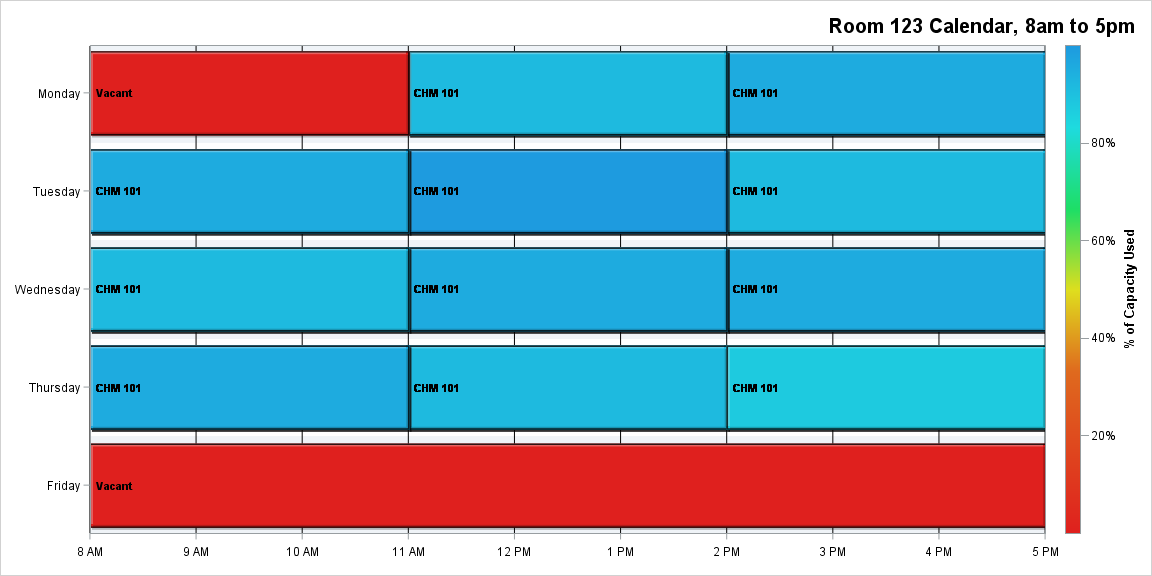 Room 123 Calendar, 8am to 5pm
Monday
Vacant
CHM 101
CHM 101
Tuesday
CHM 101
CHM 101
CHM 101
Wednesday
CHM 101
CHM 101
CHM 101
Thursday
CHM 101
CHM 101
CHM 101
Friday
Vacant
8 AM
9 AM
10 AM
11 AM
12 PM
1 PM
2 PM
3 PM
4 PM
5 PM
80%
60%
40%
20%
% of Capacity Used